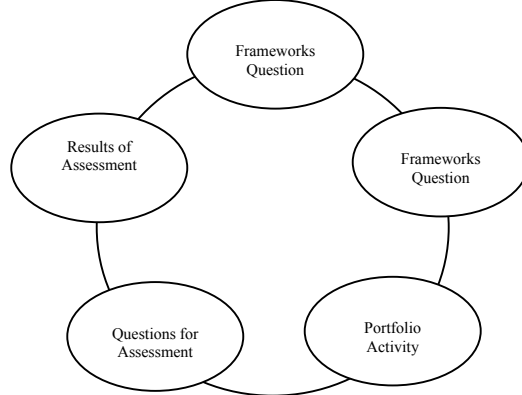 Frameworks
Question
Frameworks
Question
Portfolio
Activity
Questions for
Assessment
Results of
Assessment